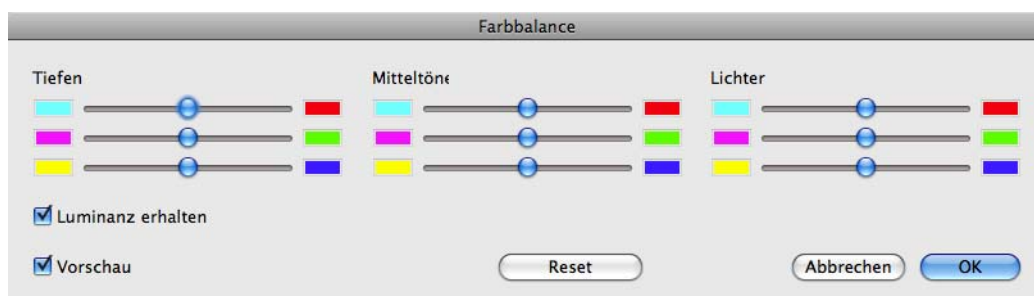 Farbbalance
Tiefen Mitteltöne Lichter
Luminanz erhalten
Vorschau Reset Abbrechen OK